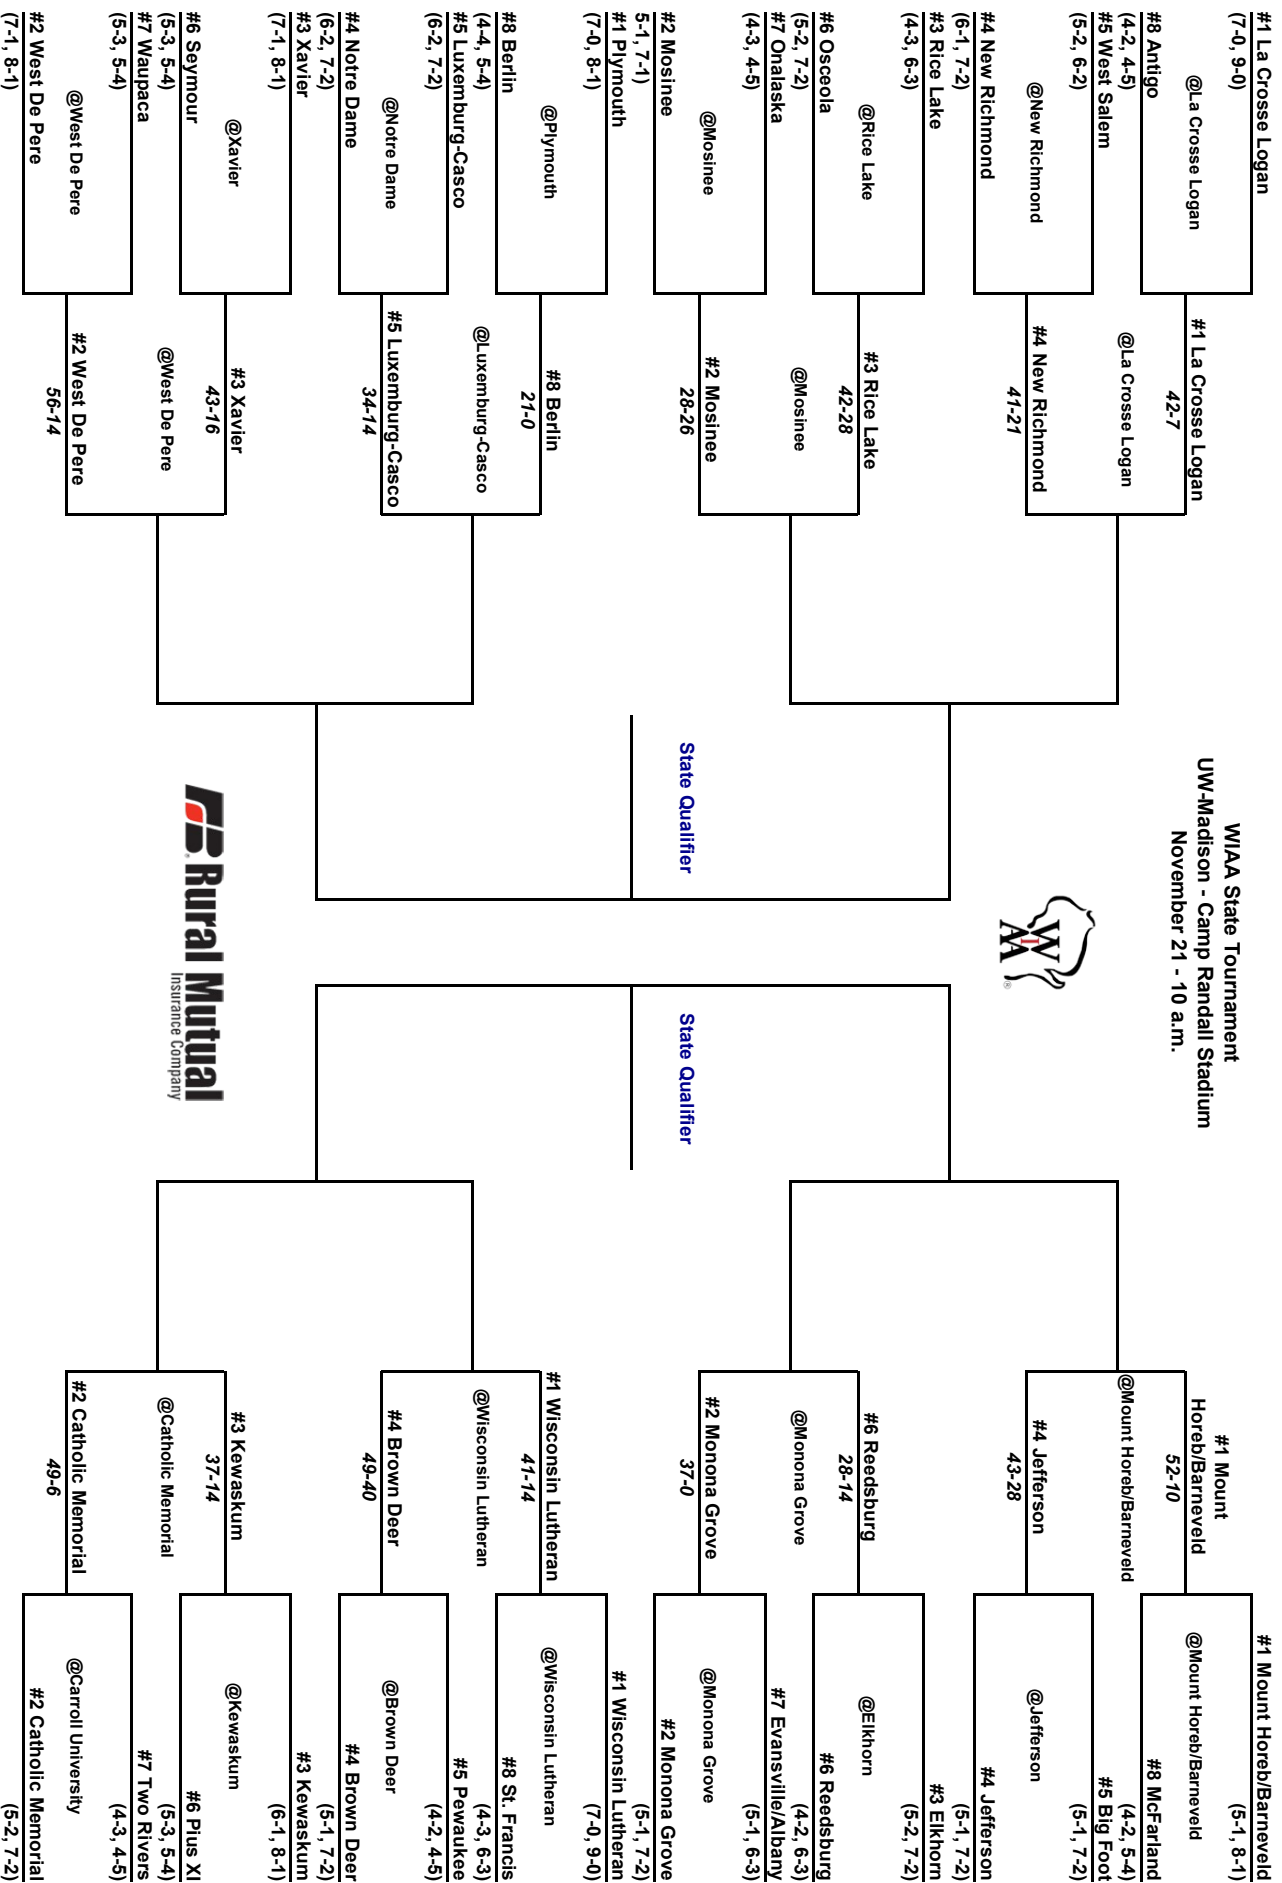 WIAA State Tournament
UW-Madison - Camp Randall Stadium
November 21 - 10 a.m.
#1 La Crosse Logan
(7-0, 9-0)
@La Crosse Logan
#8 Antigo
(4-2, 4-5)
#5 West Salem
(5-2, 6-2)
@New Richmond
#4 New Richmond
(6-1, 7-2)
#3 Rice Lake
(4-3, 6-3)
@Rice Lake
#6 Osceola
(5-2, 7-2)
#7 Onalaska
(4-3, 4-5)
@Mosinee
#2 Mosinee
5-1, 7-1)
#1 Plymouth
(7-0, 8-1)
@Plymouth
#8 Berlin
(4-4, 5-4)
#5 Luxemburg-Casco
(6-2, 7-2)
@Notre Dame
#4 Notre Dame
(6-2, 7-2)
#3 Xavier
(7-1, 8-1)
@Xavier
#6 Seymour
(5-3, 5-4)
#7 Waupaca
(5-3, 5-4)
@West De Pere
#2 West De Pere
(7-1, 8-1)
#1 La Crosse Logan
42-7
@La Crosse Logan
#4 New Richmond
41-21
#3 Rice Lake
42-28
@Mosinee
#2 Mosinee
28-26
#8 Berlin
21-0
@Luxemburg-Casco
#5 Luxemburg-Casco
34-14
#3 Xavier
43-16
@West De Pere
#2 West De Pere
56-14
State Qualifier
WIAA
®
Rural Mutual
Insurance Company
State Qualifier
#1 Mount
Horeb/Barneveld
52-10
@Mount Horeb/Barneveld
#4 Jefferson
43-28
#6 Reedsburg
28-14
@Monona Grove
#2 Monona Grove
37-0
#1 Wisconsin Lutheran
41-14
@Wisconsin Lutheran
#4 Brown Deer
49-40
#3 Kewaskum
37-14
@Catholic Memorial
#2 Catholic Memorial
49-6
#1 Mount Horeb/Barneveld
(5-1, 8-1)
@Mount Horeb/Barneveld
#8 McFarland
(4-2, 5-4)
#5 Big Foot
(5-1, 7-2)
@Jefferson
#4 Jefferson
(5-1, 7-2)
#3 Elkhorn
(5-2, 7-2)
@Elkhorn
#6 Reedsburg
(4-2, 6-3)
#7 Evansville/Albany
(5-1, 6-3)
@Monona Grove
#2 Monona Grove
(5-1, 7-2)
#1 Wisconsin Lutheran
(7-0, 9-0)
@Wisconsin Lutheran
#8 St. Francis
(4-3, 6-3)
#5 Pewaukee
(4-2, 4-5)
@Brown Deer
#4 Brown Deer
(5-1, 7-2)
#3 Kewaskum
(6-1, 8-1)
@Kewaskum
#6 Pius XI
(5-3, 5-4)
#7 Two Rivers
(4-3, 4-5)
@Carroll University
#2 Catholic Memorial
(5-2, 7-2)